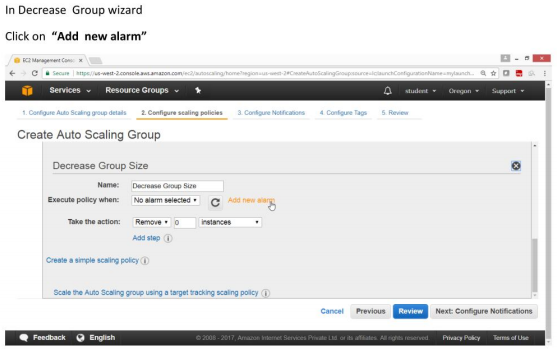 In Decrease Group wizard
Click on "Add new alarm"
EC2 Management Consol
Secure | https://us-west-2.console.aws.amazon.com/ec2/autoscaling/home?region=us-west-2#CreateAutoScalingGroup:source=lc;launchConfigurationName=mylaunch...
Services Resource Groups student Oregon Support
1. Configure Auto Scaling group details 2. Configure scaling policies 3. Configure Notifications 4. Configure Tags 5. Review
Create Auto Scaling Group
Decrease Group Size
Name: Decrease Group Size
Execute policy when: No alarm selected Add new alarm
Take the action: Remove 0 instances
Add step i
Create a simple scaling policy i
Scale the Auto Scaling group using a target tracking scaling policy i
Cancel Previous Review Next: Configure Notifications
Feedback English © 2008 - 2017, Amazon Internet Services Private Ltd. or its affiliates. All rights reserved. Privacy Policy Terms of Use